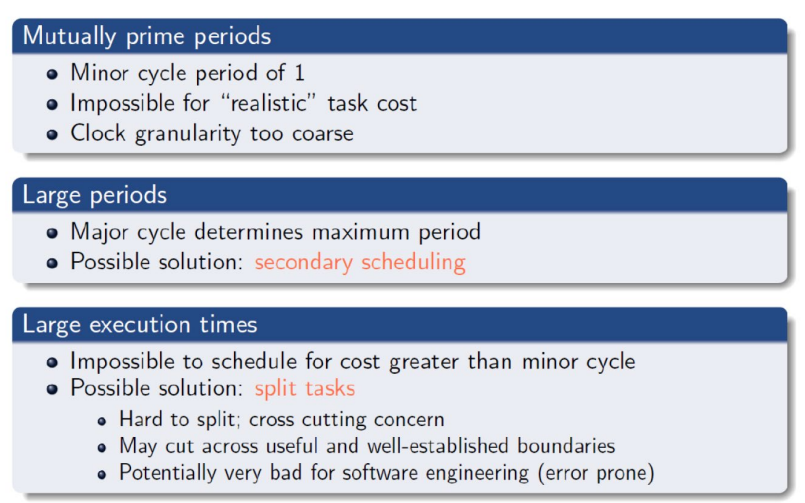 Mutually prime periods
Minor cycle period of 1
Impossible for “realistic” task cost
Clock granularity too coarse
Large periods
Major cycle determines maximum period
Possible solution: secondary scheduling
Large execution times
Impossible to schedule for cost greater than minor cycle
Possible solution: split tasks
Hard to split; cross cutting concern
May cut across useful and well-established boundaries
Potentially very bad for software engineering (error prone)